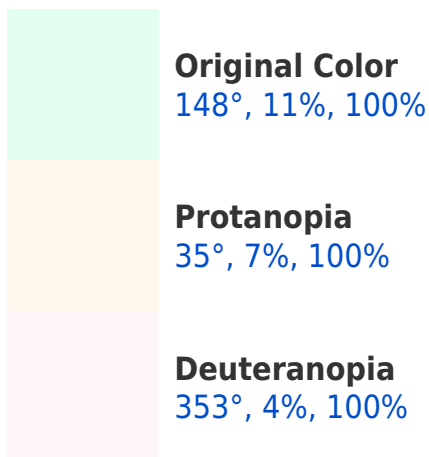 Original Color
148°, 11%, 100%
Protanopia
35°, 7%, 100%
Deuteranopia
353°, 4%, 100%